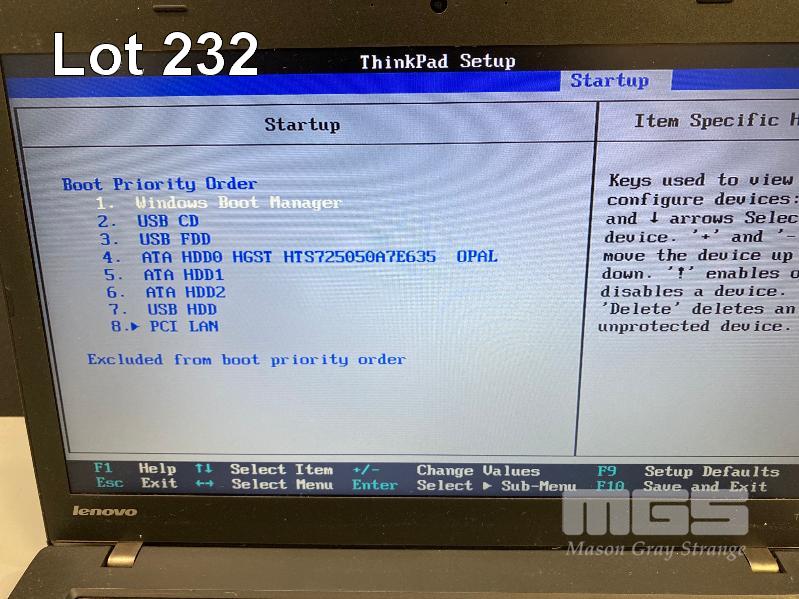 Lot 232
ThinkPad Setup
Startup
Startup
Item Specific H
Boot Priority Order
1. Windows Boot Manager
2. USB CD
3. USB FDD
4. ATA HDD0 HGST HTS725050A7E635 OPAL
5. ATA HDD1
6. ATA HDD2
7. USB HDD
8.▶ PCI LAN
Excluded from boot priority order
Keys used to view
configure devices:
and ↓ arrows Selec
device. '+' and '-
move the device up
down. '!' enables o
disables a device.
'Delete' deletes an
unprotected device.
F1 Help ↑↓ Select Item +/- Change Values F9 Setup Defaults
Esc Exit ↔ Select Menu Enter Select ▶ Sub-Menu F10 Save and Exit
lenovo
MGS
Mason Gray Strange